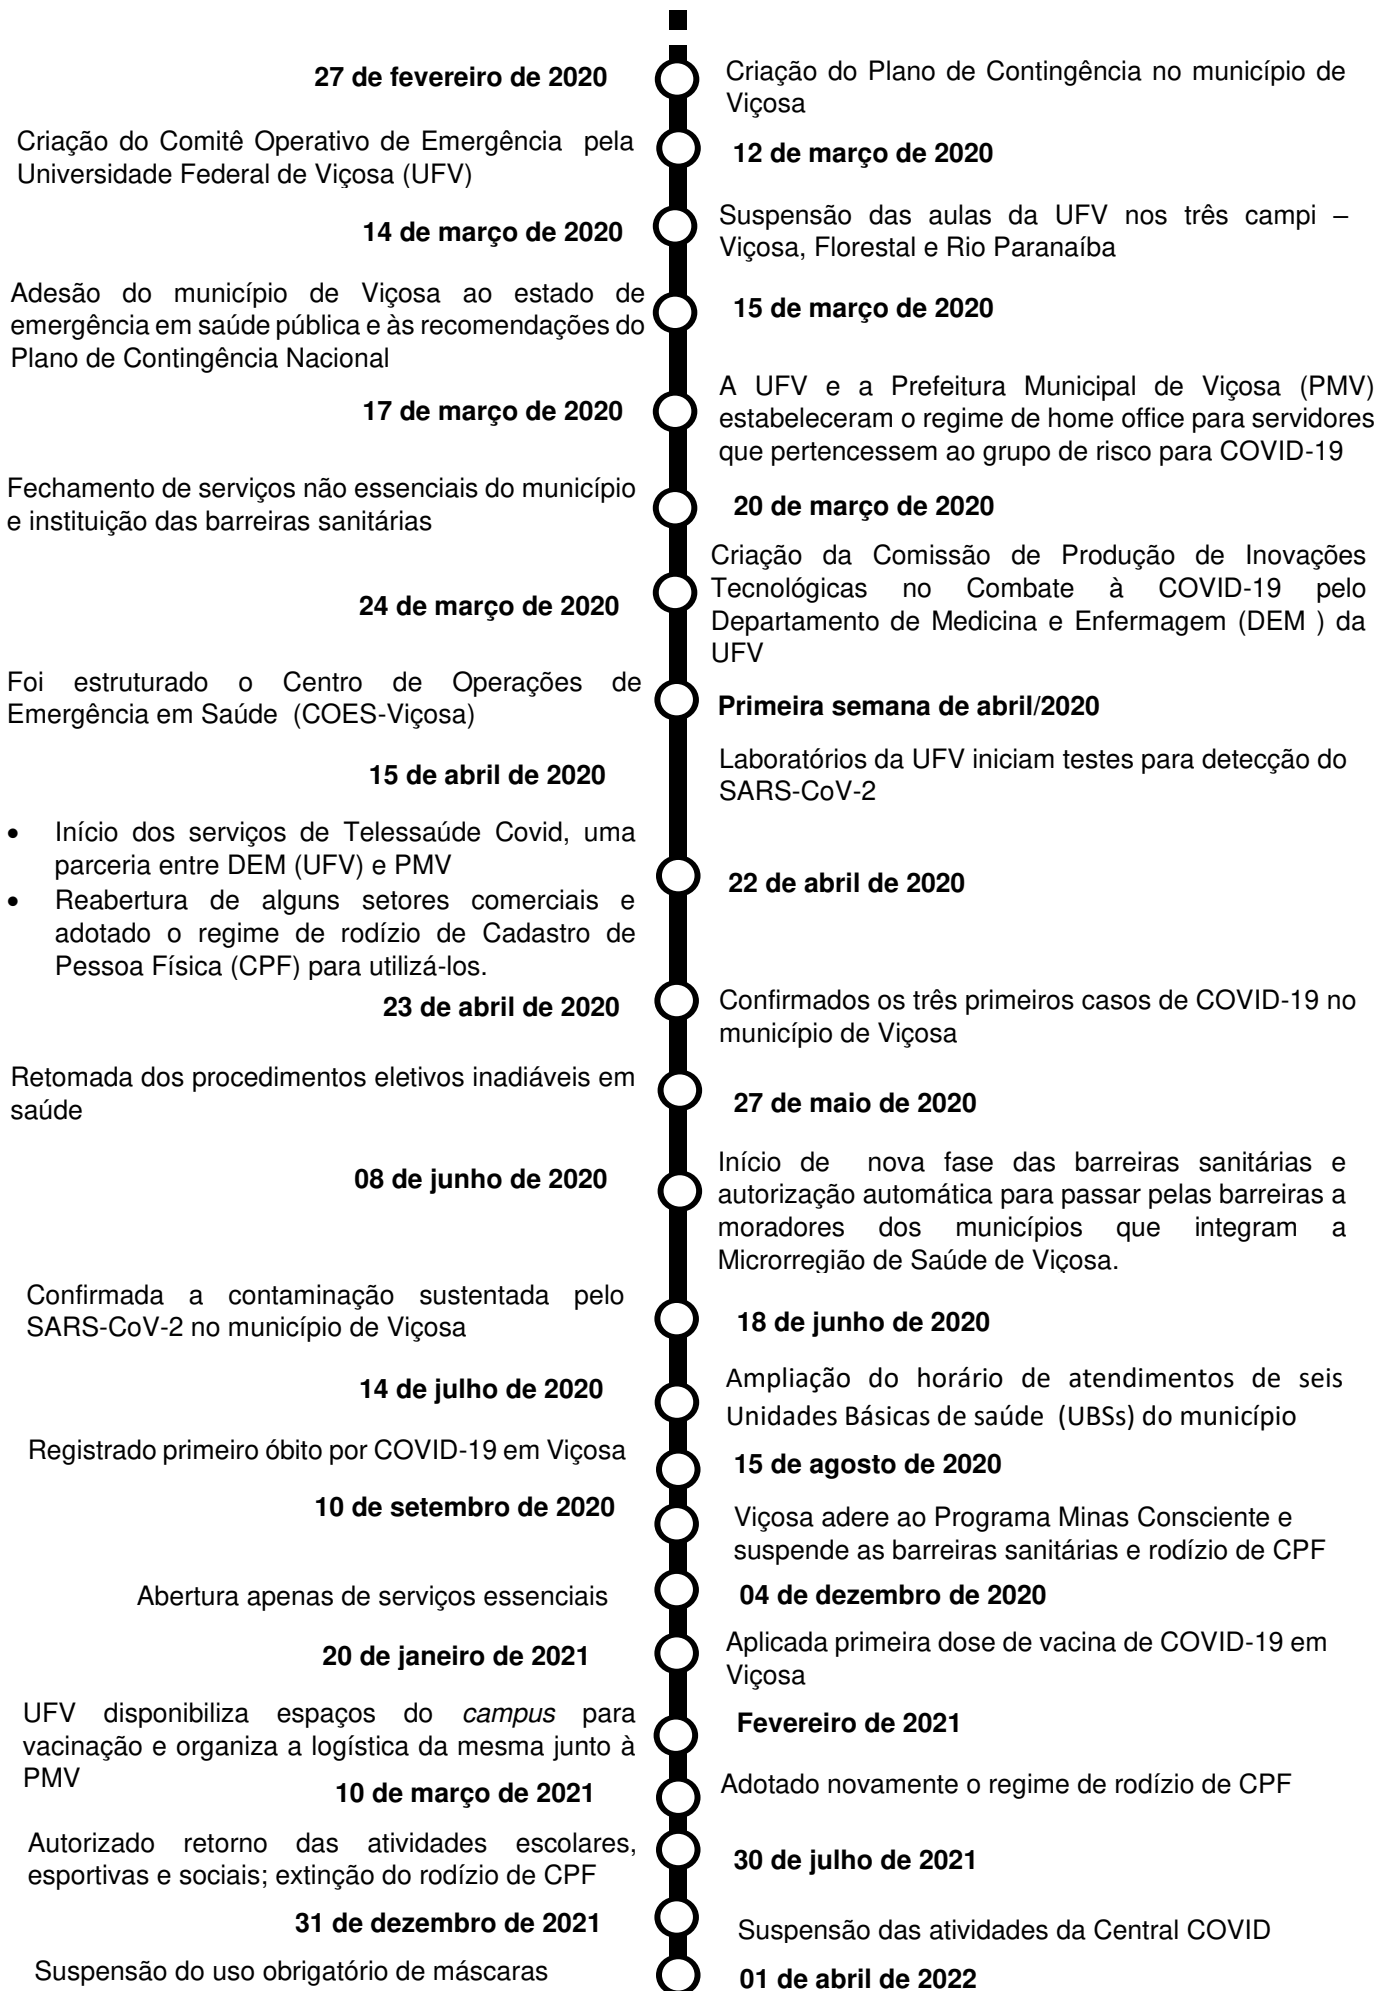 27 de fevereiro de 2020
Criação do Plano de Contingência no município de
Viçosa
Criação do Comitê Operativo de Emergência pela
Universidade Federal de Viçosa (UFV)
12 de março de 2020
14 de março de 2020
Suspensão das aulas da UFV nos três campi –
Viçosa, Florestal e Rio Paranaíba
Adesão do município de Viçosa ao estado de
emergência em saúde pública e às recomendações do
Plano de Contingência Nacional
15 de março de 2020
17 de março de 2020
A UFV e a Prefeitura Municipal de Viçosa (PMV)
estabeleceram o regime de home office para servidores
que pertencessem ao grupo de risco para COVID-19
Fechamento de serviços não essenciais do município
e instituição das barreiras sanitárias
20 de março de 2020
24 de março de 2020
Criação da Comissão de Produção de Inovações
Tecnológicas no Combate à COVID-19 pelo
Departamento de Medicina e Enfermagem (DEM ) da
UFV
Foi estruturado o Centro de Operações de
Emergência em Saúde (COES-Viçosa)
Primeira semana de abril/2020
15 de abril de 2020
Laboratórios da UFV iniciam testes para detecção do
SARS-CoV-2
• Início dos serviços de Telessaúde Covid, uma
parceria entre DEM (UFV) e PMV
• Reabertura de alguns setores comerciais e
adotado o regime de rodízio de Cadastro de
Pessoa Física (CPF) para utilizá-los.
22 de abril de 2020
23 de abril de 2020
Confirmados os três primeiros casos de COVID-19 no
município de Viçosa
Retomada dos procedimentos eletivos inadiáveis em
saúde
27 de maio de 2020
08 de junho de 2020
Início de nova fase das barreiras sanitárias e
autorização automática para passar pelas barreiras a
moradores dos municípios que integram a
Microrregião de Saúde de Viçosa.
Confirmada a contaminação sustentada pelo
SARS-CoV-2 no município de Viçosa
18 de junho de 2020
14 de julho de 2020
Ampliação do horário de atendimentos de seis
Unidades Básicas de saúde (UBSs) do município
Registrado primeiro óbito por COVID-19 em Viçosa
15 de agosto de 2020
10 de setembro de 2020
Viçosa adere ao Programa Minas Consciente e
suspende as barreiras sanitárias e rodízio de CPF
Abertura apenas de serviços essenciais
04 de dezembro de 2020
20 de janeiro de 2021
Aplicada primeira dose de vacina de COVID-19 em
Viçosa
UFV disponibiliza espaços do campus para
vacinação e organiza a logística da mesma junto à
PMV
Fevereiro de 2021
10 de março de 2021
Adotado novamente o regime de rodízio de CPF
Autorizado retorno das atividades escolares,
esportivas e sociais; extinção do rodízio de CPF
30 de julho de 2021
31 de dezembro de 2021
Suspensão das atividades da Central COVID
Suspensão do uso obrigatório de máscaras
01 de abril de 2022